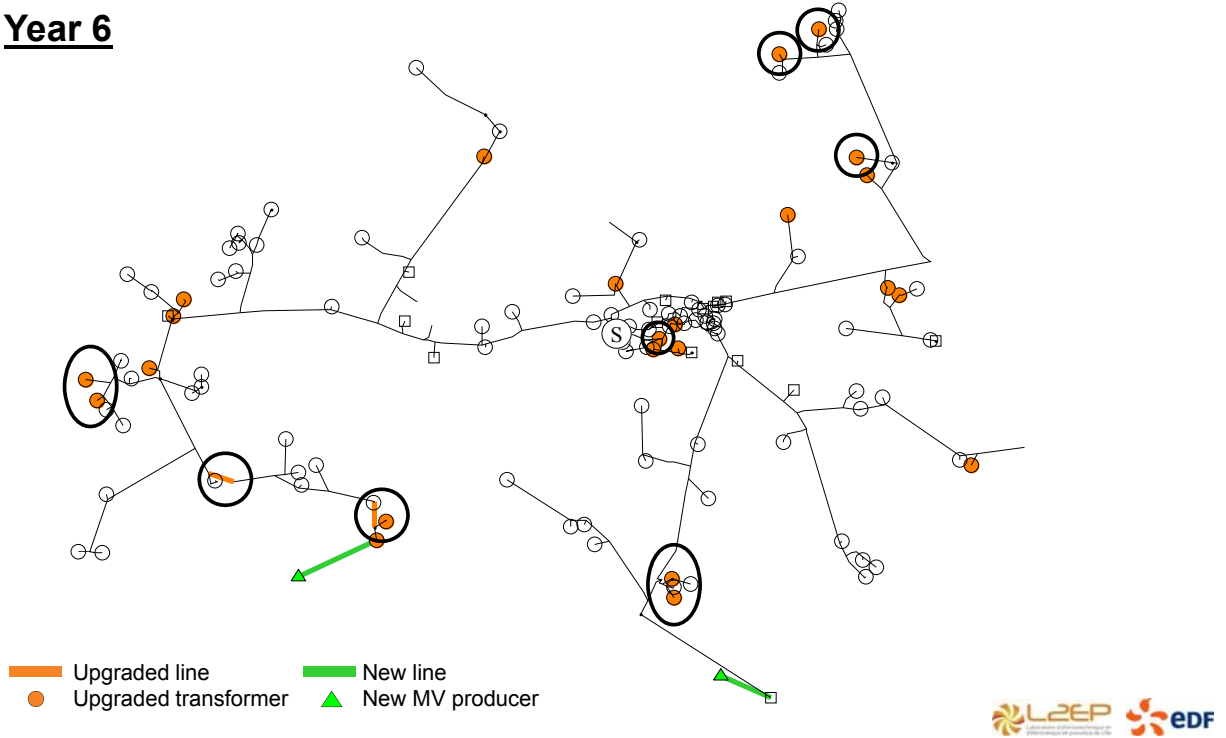 Year 6
S
Upgraded line
New line
Upgraded transformer
New MV producer
L2EP
Laboratoire d'électrotechnique et
d'électronique de puissance de Lille
eDF